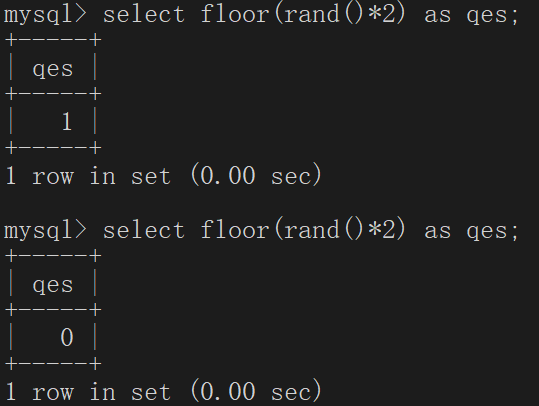 mysql> select floor(rand()*2) as qes;
+-----+
| qes |
+-----+
|   1 |
+-----+
1 row in set (0.00 sec)
mysql> select floor(rand()*2) as qes;
+-----+
| qes |
+-----+
|   0 |
+-----+
1 row in set (0.00 sec)